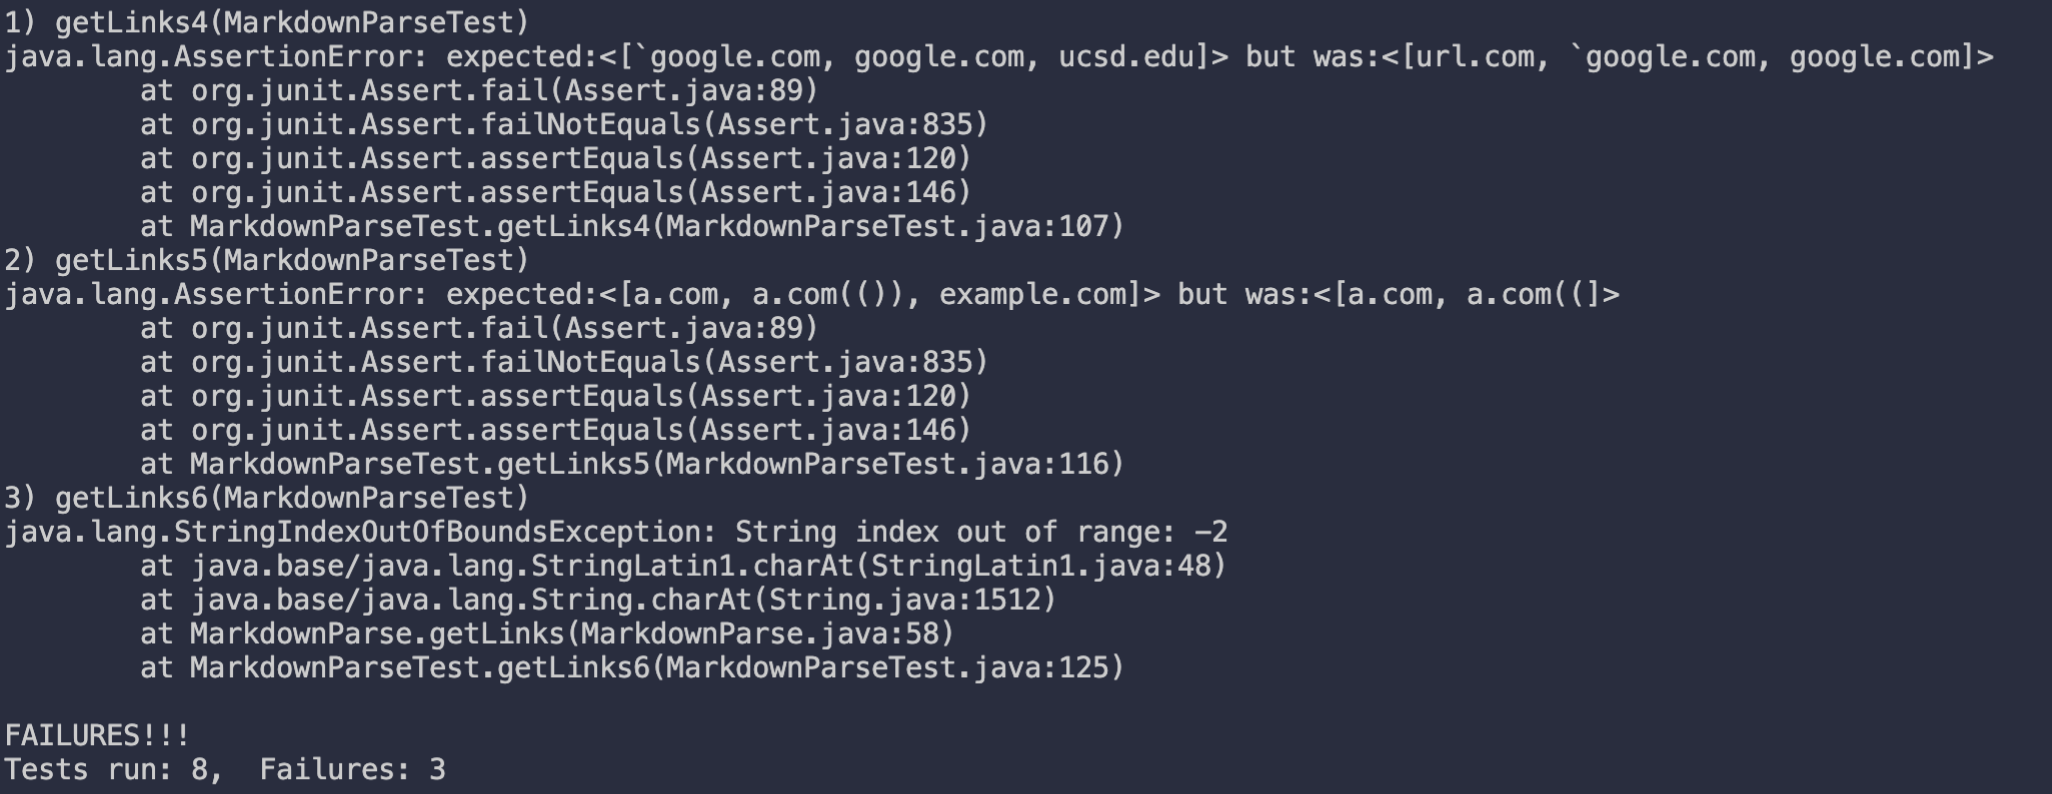 1) getLinks4(MarkdownParseTest)
java.lang.AssertionError: expected:<[`google.com, google.com, ucsd.edu]> but was:<[url.com, `google.com, google.com]>
        at org.junit.Assert.fail(Assert.java:89)
        at org.junit.Assert.failNotEquals(Assert.java:835)
        at org.junit.Assert.assertEquals(Assert.java:120)
        at org.junit.Assert.assertEquals(Assert.java:146)
        at MarkdownParseTest.getLinks4(MarkdownParseTest.java:107)
2) getLinks5(MarkdownParseTest)
java.lang.AssertionError: expected:<[a.com, a.com(()), example.com]> but was:<[a.com, a.com((]>
        at org.junit.Assert.fail(Assert.java:89)
        at org.junit.Assert.failNotEquals(Assert.java:835)
        at org.junit.Assert.assertEquals(Assert.java:120)
        at org.junit.Assert.assertEquals(Assert.java:146)
        at MarkdownParseTest.getLinks5(MarkdownParseTest.java:116)
3) getLinks6(MarkdownParseTest)
java.lang.StringIndexOutOfBoundsException: String index out of range: -2
        at java.base/java.lang.StringLatin1.charAt(StringLatin1.java:48)
        at java.base/java.lang.String.charAt(String.java:1512)
        at MarkdownParse.getLinks(MarkdownParse.java:58)
        at MarkdownParseTest.getLinks6(MarkdownParseTest.java:125)

FAILURES!!!
Tests run: 8,  Failures: 3